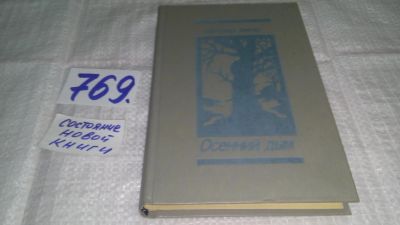 769.
состояние
новой
книги
Осенний дым